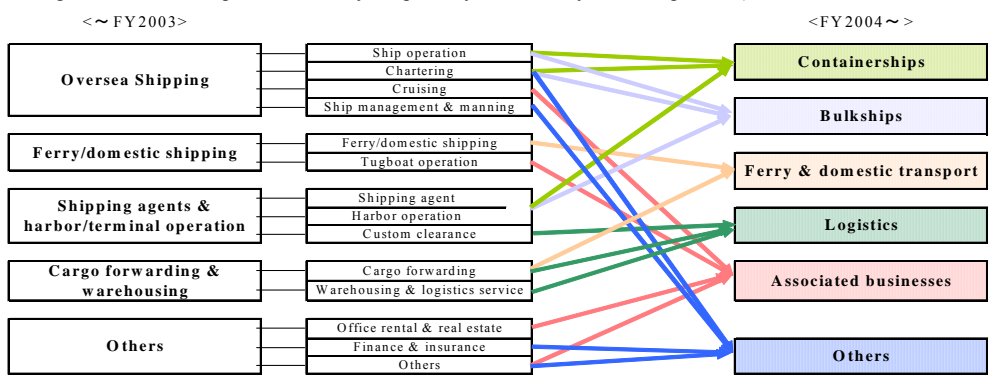 <～FY2003>
<FY2004～>
Oversea Shipping
Ship operation
Chartering
Cruising
Ship management & manning
Ferry/domestic shipping
Ferry/domestic shipping
Tugboat operation
Shipping agents &
harbor/terminal operation
Shipping agent
Harbor operation
Custom clearance
Cargo forwarding &
warehousing
Cargo forwarding
Warehousing & logistics service
Others
Office rental & real estate
Finance & insurance
Others
Containerships
Bulkships
Ferry & domestic transport
Logistics
Associated businesses
Others